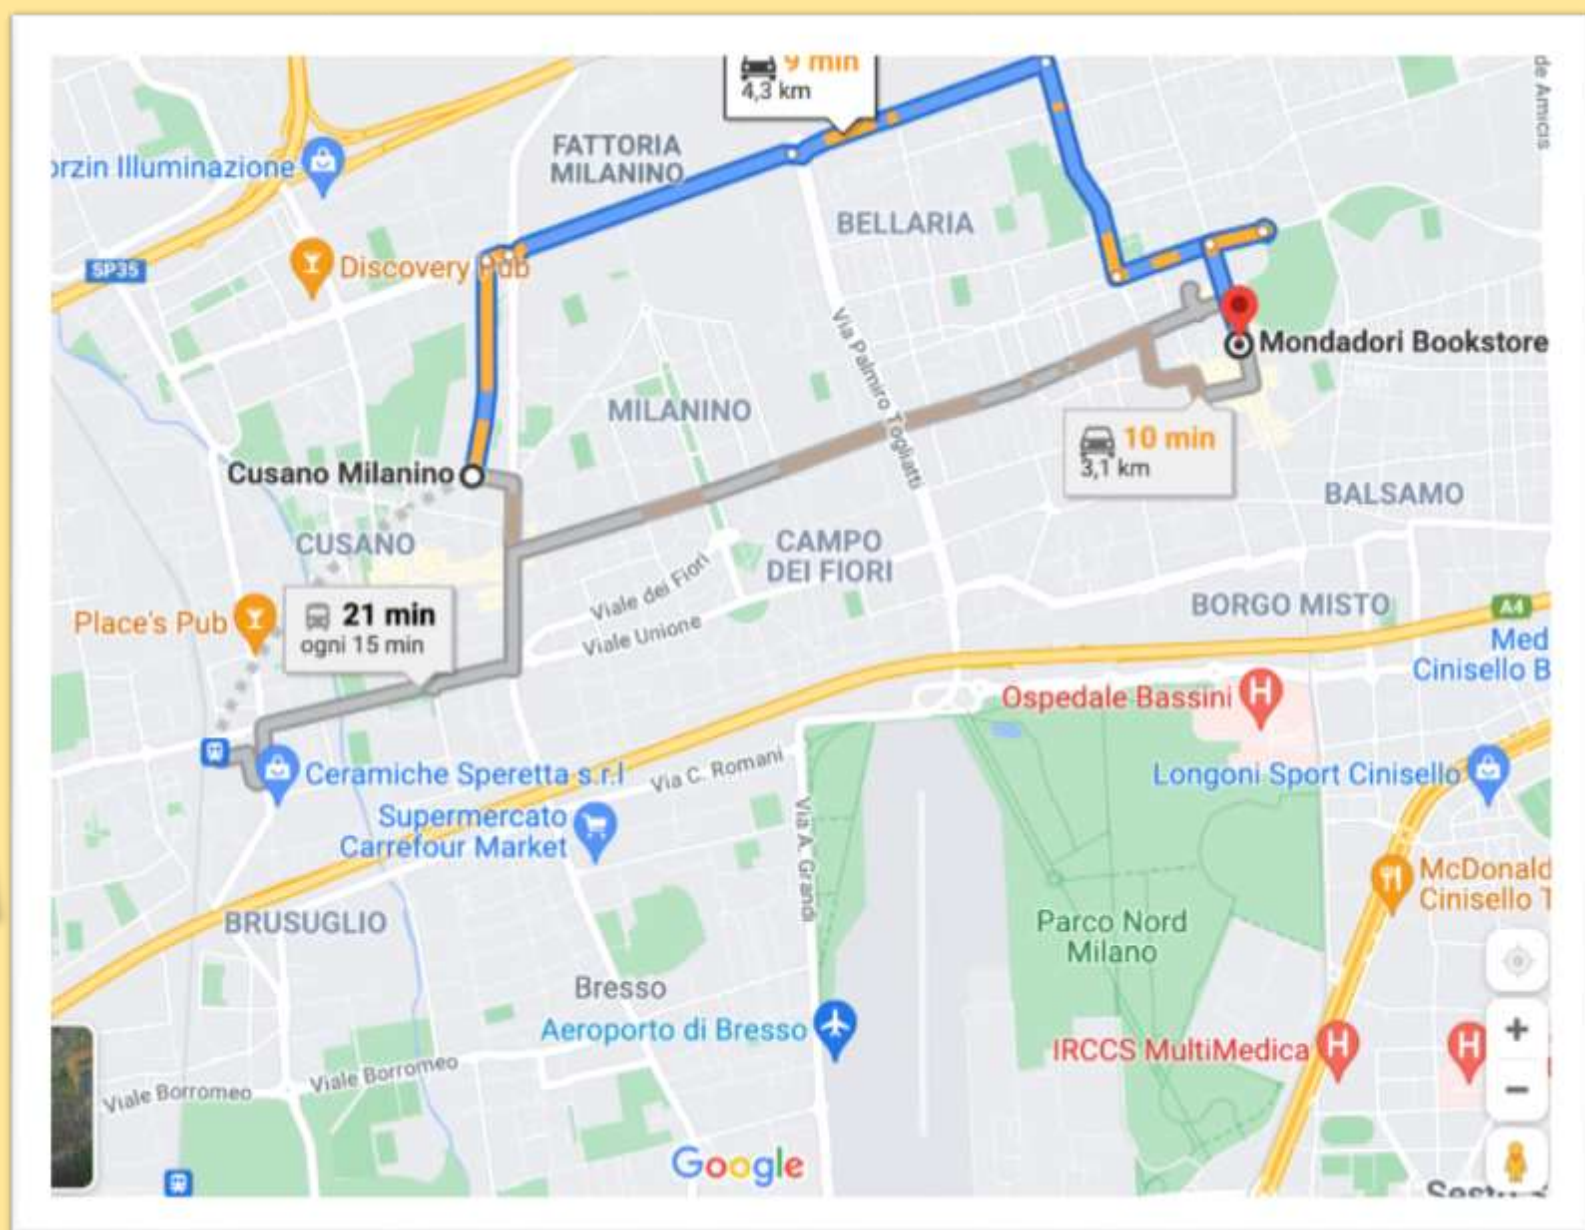 9 min
4,3 km
de Amicis
FATTORIA
MILANINO
orzin Illuminazione
BELLARIA
SP35
Discovery Pub
Via Palmiro Togliatti
Mondadori Bookstore
MILANINO
10 min
3,1 km
Cusano Milanino
BALSAMO
CUSANO
CAMPO
DEI FIORI
Viale dei Fiori
21 min
ogni 15 min
Place's Pub
Viale Unione
BORGO MISTO
A4
Med
Cinisello B
Ospedale Bassini
Ceramiche Speretta s.r.l
Via C. Romani
Longoni Sport Cinisello
Supermercato
Carrefour Market
Via A. Grandi
McDonald
Cinisello T
BRUSUGLIO
Parco Nord
Milano
Bresso
Aeroporto di Bresso
IRCCS MultiMedica
Viale Borromeo
Viale Borromeo
Google